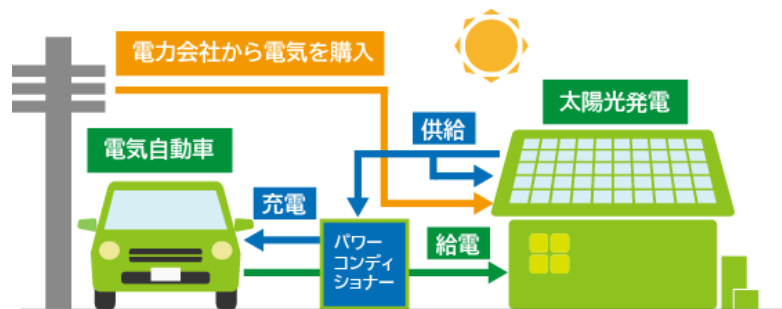 電力会社から電気を購入
太陽光発電
供給
電気自動車
充電
パワー
コンディ
ショナー
給電